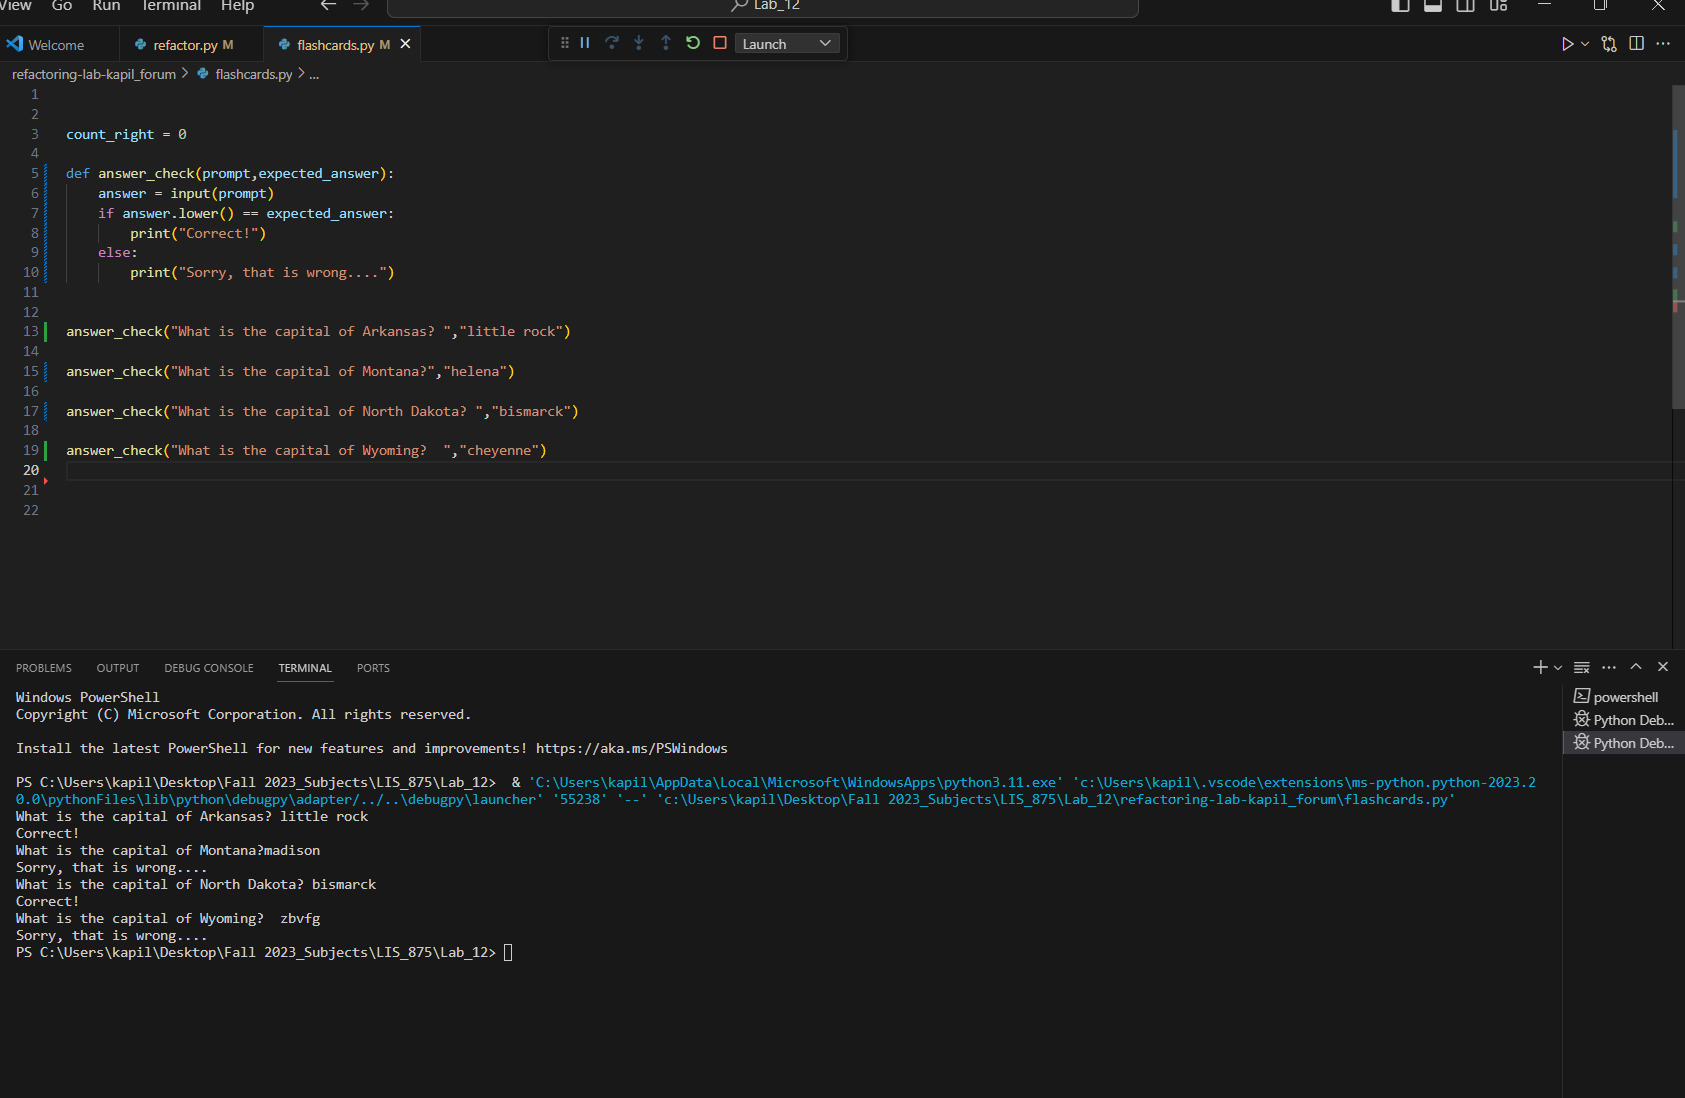 View Go Run Terminal Help Lab_12
Welcome refactor.py M flashcards.py M Launch
refactoring-lab-kapil_forum > flashcards.py > ...
1
2
3 count_right = 0
4
5 def answer_check(prompt,expected_answer):
6 answer = input(prompt)
7 if answer.lower() == expected_answer:
8 print("Correct!")
9 else:
10 print("Sorry, that is wrong....")
11
12
13 answer_check("What is the capital of Arkansas? ","little rock")
14
15 answer_check("What is the capital of Montana?","helena")
16
17 answer_check("What is the capital of North Dakota? ","bismarck")
18
19 answer_check("What is the capital of Wyoming?  ","cheyenne")
20
21
22
PROBLEMS OUTPUT DEBUG CONSOLE TERMINAL PORTS
Windows PowerShell
Copyright (C) Microsoft Corporation. All rights reserved.
Install the latest PowerShell for new features and improvements! https://aka.ms/PSWindows
PS C:\Users\kapil\Desktop\Fall 2023_Subjects\LIS_875\Lab_12>  & 'C:\Users\kapil\AppData\Local\Microsoft\WindowsApps\python3.11.exe' 'c:\Users\kapil\.vscode\extensions\ms-python.python-2023.2
0.0\pythonFiles\lib\python\debugpy\adapter/../..\debugpy\launcher' '55238' '--' 'c:\Users\kapil\Desktop\Fall 2023_Subjects\LIS_875\Lab_12\refactoring-lab-kapil_forum\flashcards.py'
What is the capital of Arkansas? little rock
Correct!
What is the capital of Montana?madison
Sorry, that is wrong....
What is the capital of North Dakota? bismarck
Correct!
What is the capital of Wyoming?  zbvfg
Sorry, that is wrong....
PS C:\Users\kapil\Desktop\Fall 2023_Subjects\LIS_875\Lab_12>
powershell
Python Deb...
Python Deb...